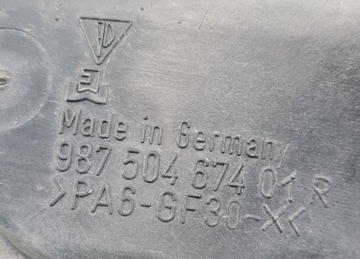 Made in Germany
987 504 674 01 R
>PA6-GF30-X<